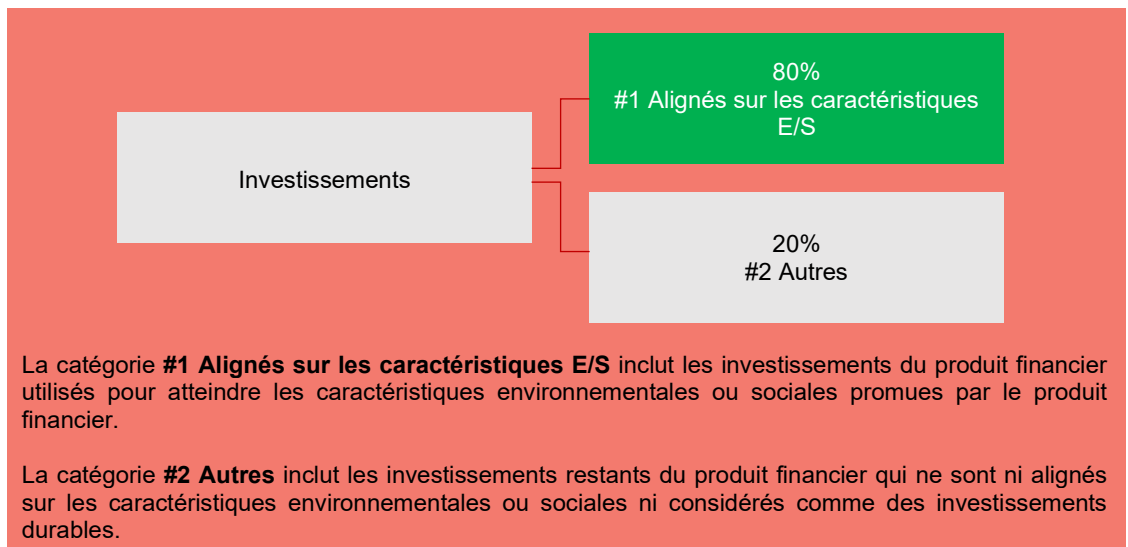 80%
#1 Alignés sur les caractéristiques
E/S
Investissements
20%
#2 Autres
La catégorie #1 Alignés sur les caractéristiques E/S inclut les investissements du produit financier
utilisés pour atteindre les caractéristiques environnementales ou sociales promues par le produit
financier.
La catégorie #2 Autres inclut les investissements restants du produit financier qui ne sont ni alignés
sur les caractéristiques environnementales ou sociales ni considérés comme des investissements
durables.